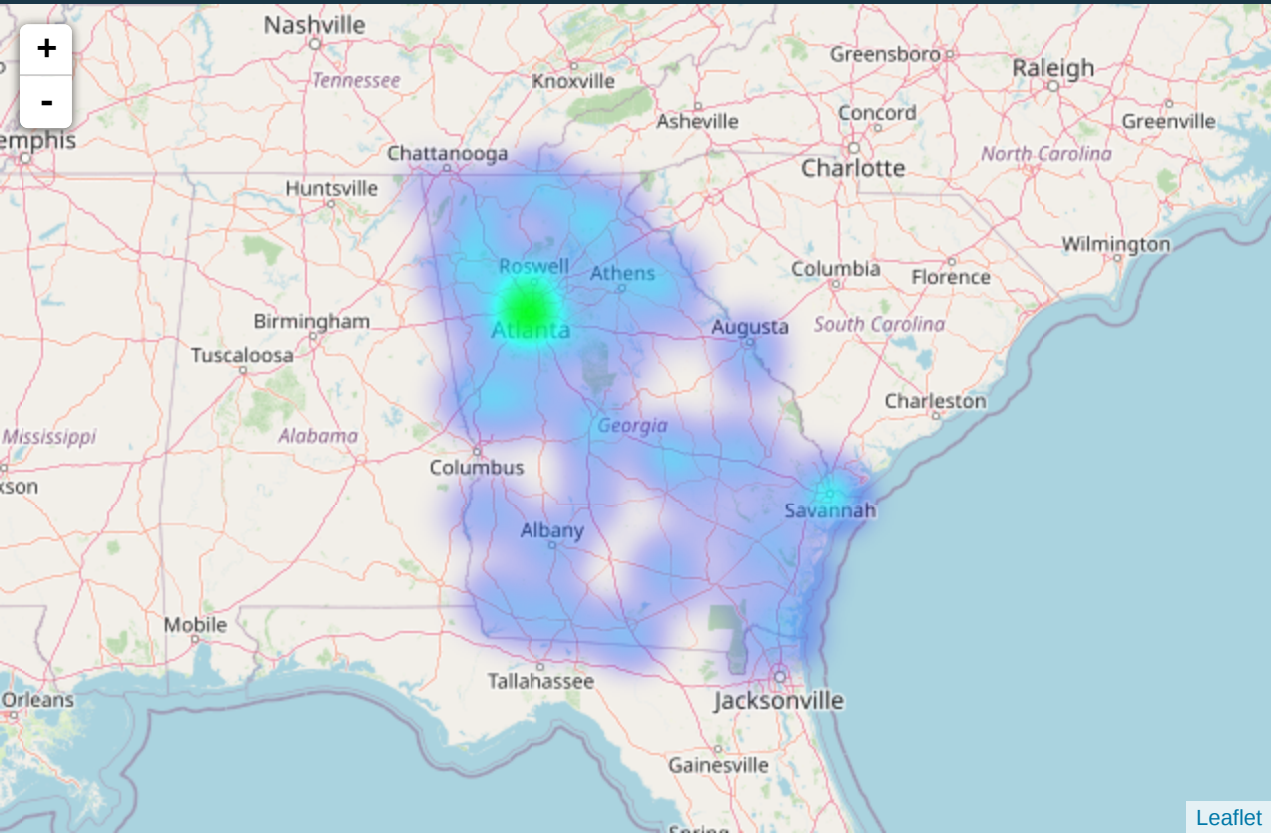 +
-
Nashville
Tennessee
Knoxville
Greensboro
Raleigh
Asheville
Concord
Greenville
emphis
Chattanooga
Charlotte
North Carolina
Huntsville
Wilmington
Roswell
Athens
Columbia
Florence
Birmingham
Atlanta
Augusta
South Carolina
Tuscaloosa
Charleston
Mississippi
Alabama
Georgia
Columbus
kson
Savannah
Albany
Mobile
Tallahassee
Orleans
Jacksonville
Gainesville
Spring
Leaflet